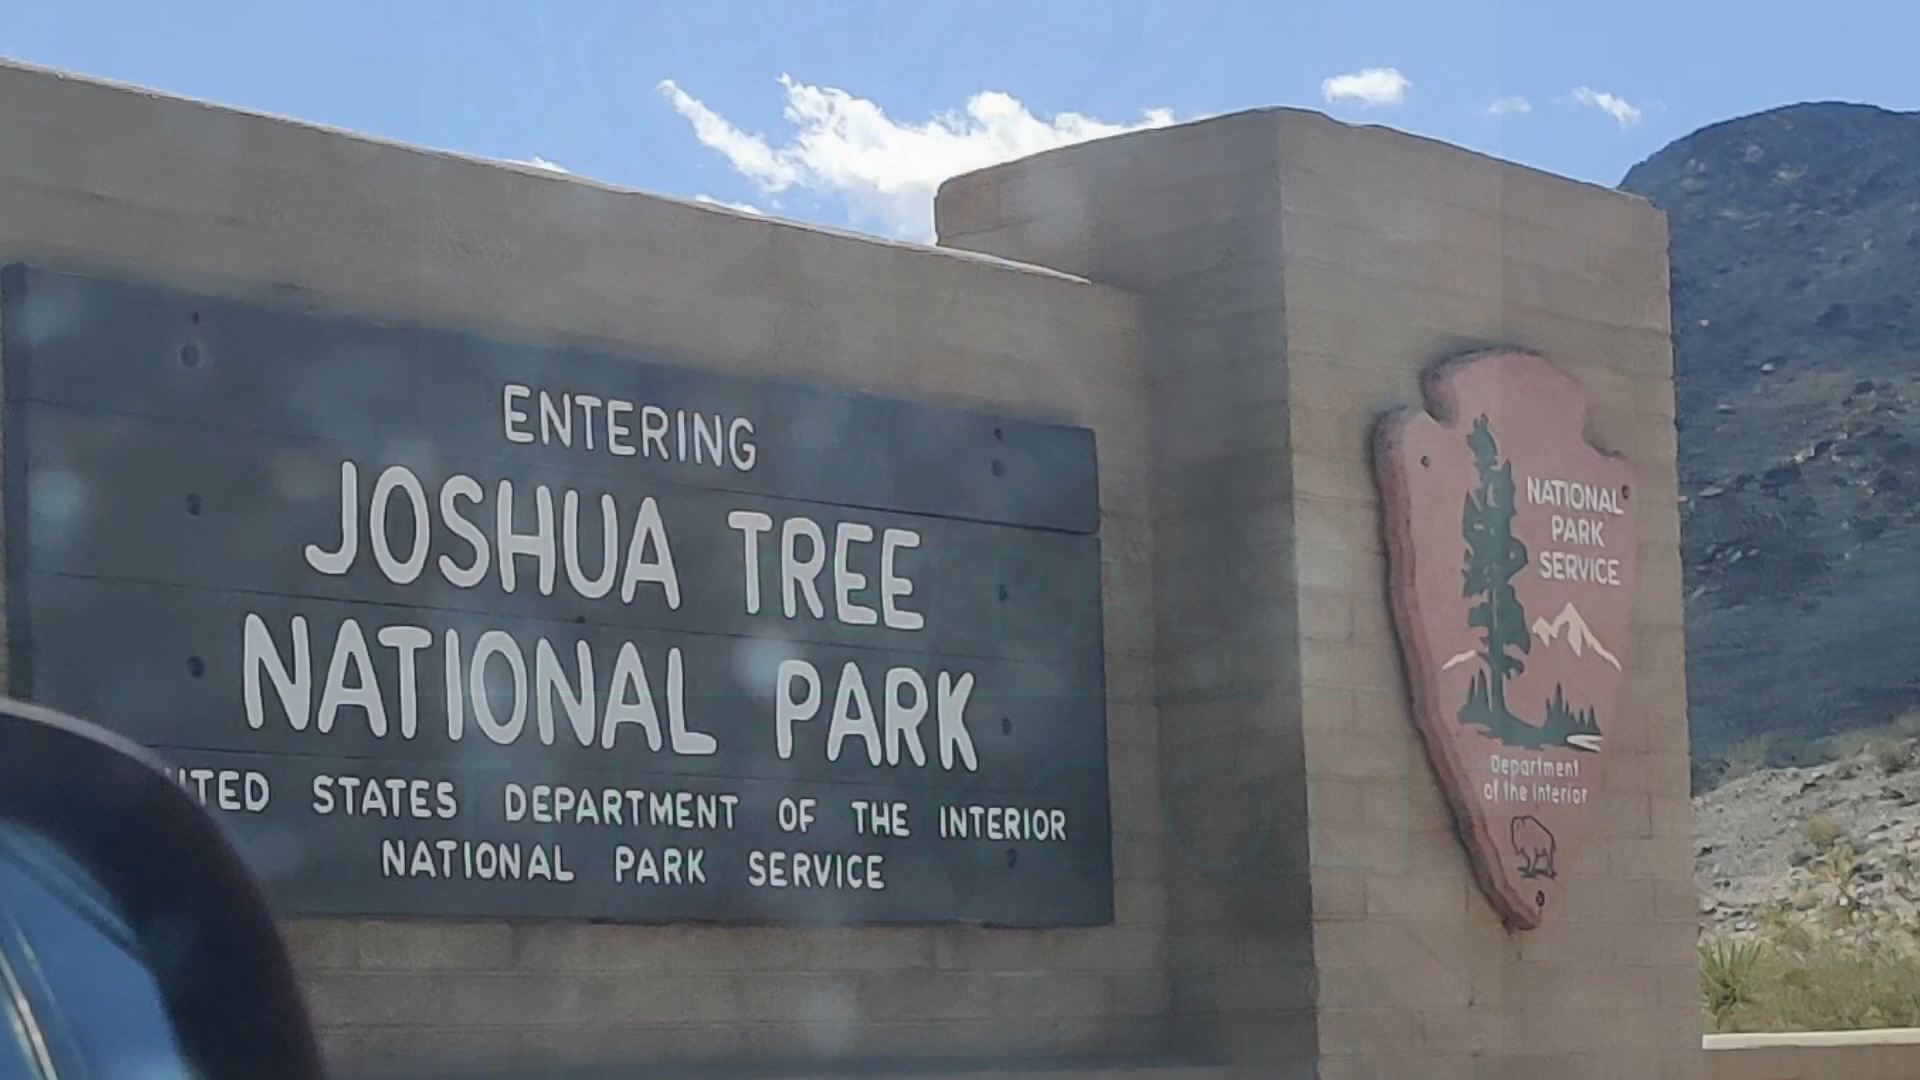 ENTERING
JOSHUA TREE
NATIONAL PARK
ITED STATES DEPARTMENT OF THE INTERIOR
NATIONAL PARK SERVICE
NATIONAL
PARK
SERVICE
Department
of the Interior